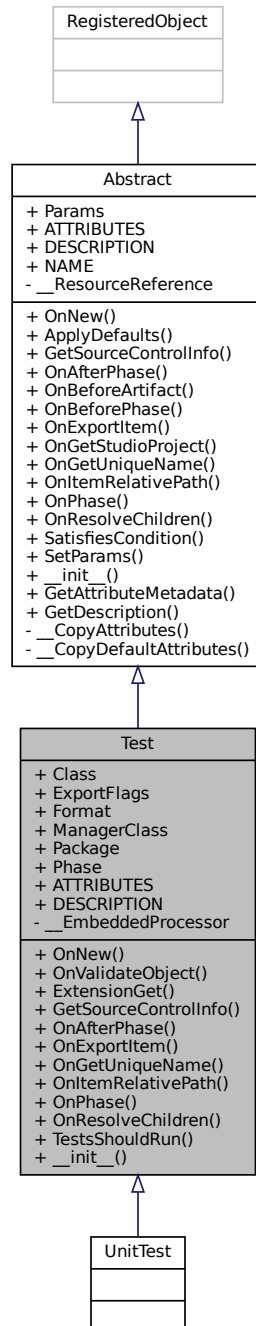 RegisteredObject
Abstract
+ Params
+ ATTRIBUTES
+ DESCRIPTION
+ NAME
- __ResourceReference
+ OnNew()
+ ApplyDefaults()
+ GetSourceControlInfo()
+ OnAfterPhase()
+ OnBeforeArtifact()
+ OnBeforePhase()
+ OnExportItem()
+ OnGetStudioProject()
+ OnGetUniqueName()
+ OnItemRelativePath()
+ OnPhase()
+ OnResolveChildren()
+ SatisfiesCondition()
+ SetParams()
+ __init__()
+ GetAttributeMetadata()
+ GetDescription()
- __CopyAttributes()
- __CopyDefaultAttributes()
Test
+ Class
+ ExportFlags
+ Format
+ ManagerClass
+ Package
+ Phase
+ ATTRIBUTES
+ DESCRIPTION
- __EmbeddedProcessor
+ OnNew()
+ OnValidateObject()
+ ExtensionGet()
+ GetSourceControlInfo()
+ OnAfterPhase()
+ OnExportItem()
+ OnGetUniqueName()
+ OnItemRelativePath()
+ OnPhase()
+ OnResolveChildren()
+ TestsShouldRun()
+ __init__()
UnitTest